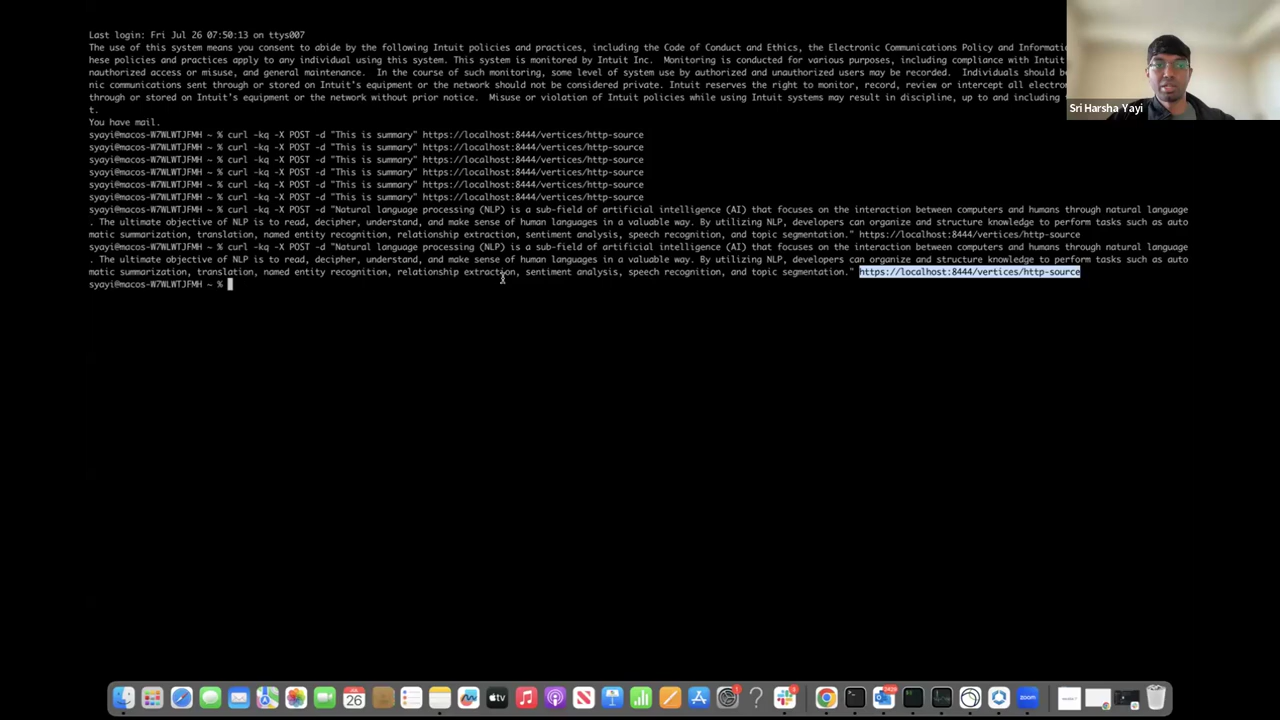 Last login: Fri Jul 26 07:50:13 on ttys007
The use of this system means you consent to abide by the following Intuit policies and practices, including the Code of Conduct and Ethics, the Electronic Communications Policy and Informati
hese policies and practices apply to any individual using this system. This system is monitored by Intuit Inc.  Monitoring is conducted for various purposes, including compliance with Intuit
nauthorized access or misuse, and general maintenance.  In the course of such monitoring, some level of system use by authorized and unauthorized users may be recorded.  Individuals should be
nic communications sent through or stored on Intuit's equipment or the network should not be considered private. Intuit reserves the right to monitor, record, review or intercept all electron
through or stored on Intuit's equipment or the network without prior notice.  Misuse or violation of Intuit policies while using Intuit systems may result in discipline, up to and including
t.
You have mail.
syayi@macos-W7WLWTJFMH ~ % curl -kq -X POST -d "This is summary" https://localhost:8444/vertices/http-source
syayi@macos-W7WLWTJFMH ~ % curl -kq -X POST -d "This is summary" https://localhost:8444/vertices/http-source
syayi@macos-W7WLWTJFMH ~ % curl -kq -X POST -d "This is summary" https://localhost:8444/vertices/http-source
syayi@macos-W7WLWTJFMH ~ % curl -kq -X POST -d "This is summary" https://localhost:8444/vertices/http-source
syayi@macos-W7WLWTJFMH ~ % curl -kq -X POST -d "This is summary" https://localhost:8444/vertices/http-source
syayi@macos-W7WLWTJFMH ~ % curl -kq -X POST -d "This is summary" https://localhost:8444/vertices/http-source
syayi@macos-W7WLWTJFMH ~ % curl -kq -X POST -d "Natural language processing (NLP) is a sub-field of artificial intelligence (AI) that focuses on the interaction between computers and humans through natural language
. The ultimate objective of NLP is to read, decipher, understand, and make sense of human languages in a valuable way. By utilizing NLP, developers can organize and structure knowledge to perform tasks such as auto
matic summarization, translation, named entity recognition, relationship extraction, sentiment analysis, speech recognition, and topic segmentation." https://localhost:8444/vertices/http-source
syayi@macos-W7WLWTJFMH ~ % curl -kq -X POST -d "Natural language processing (NLP) is a sub-field of artificial intelligence (AI) that focuses on the interaction between computers and humans through natural language
. The ultimate objective of NLP is to read, decipher, understand, and make sense of human languages in a valuable way. By utilizing NLP, developers can organize and structure knowledge to perform tasks such as auto
matic summarization, translation, named entity recognition, relationship extraction, sentiment analysis, speech recognition, and topic segmentation." https://localhost:8444/vertices/http-source
syayi@macos-W7WLWTJFMH ~ %
Sri Harsha Yayi
JUL
26
tv
zoom